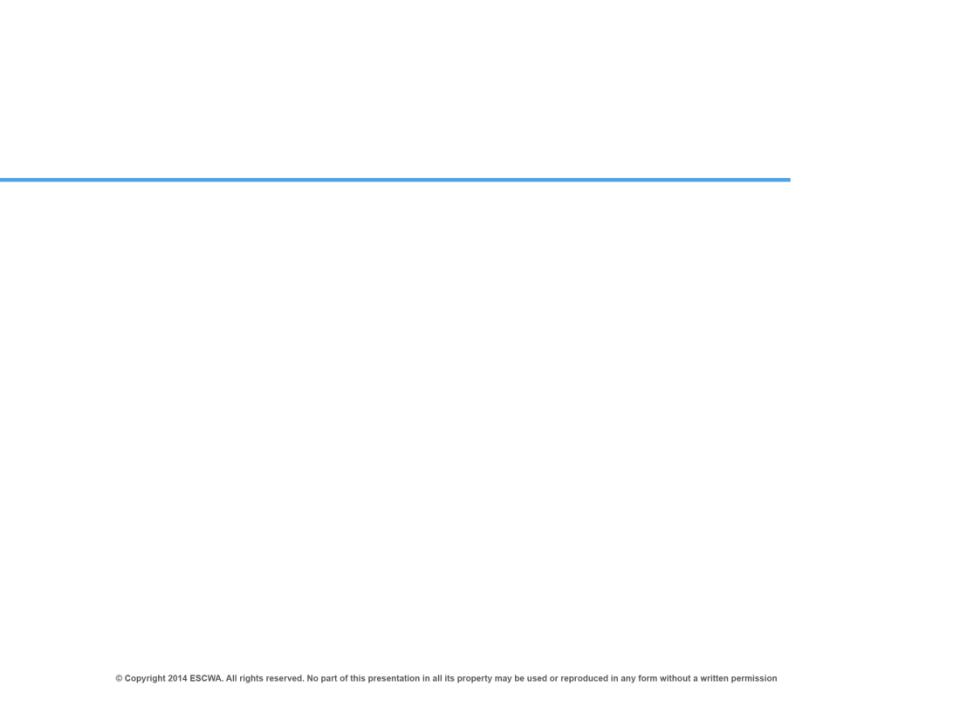 © Copyright 2014 ESCWA. All rights reserved. No part of this presentation in all its property may be used or reproduced in any form without a written permission